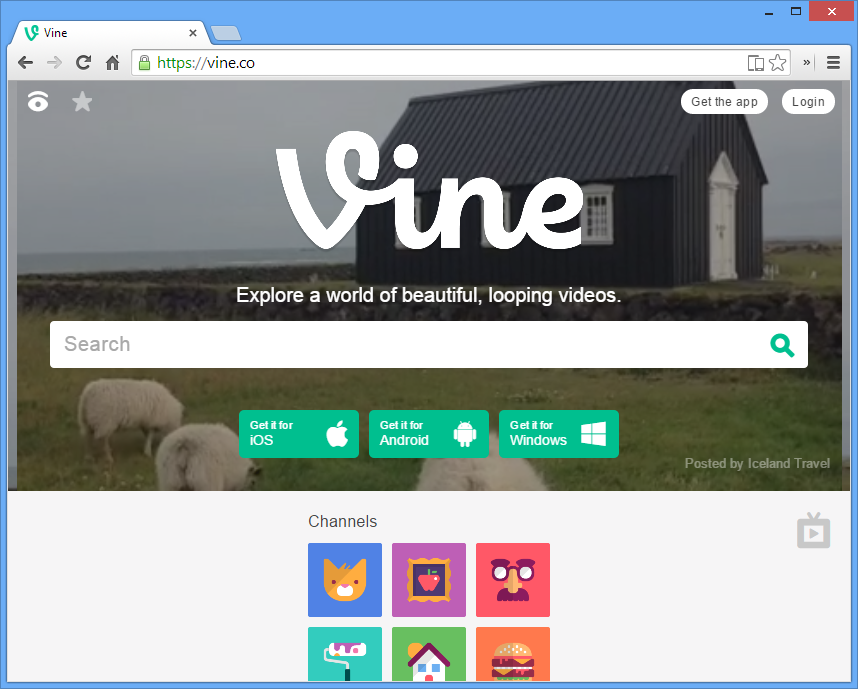 Vine
https://vine.co
Get the app
Login
Vine
Explore a world of beautiful, looping videos.
Search
Get it for
iOS
Get it for
Android
Get it for
Windows
Posted by Iceland Travel
Channels